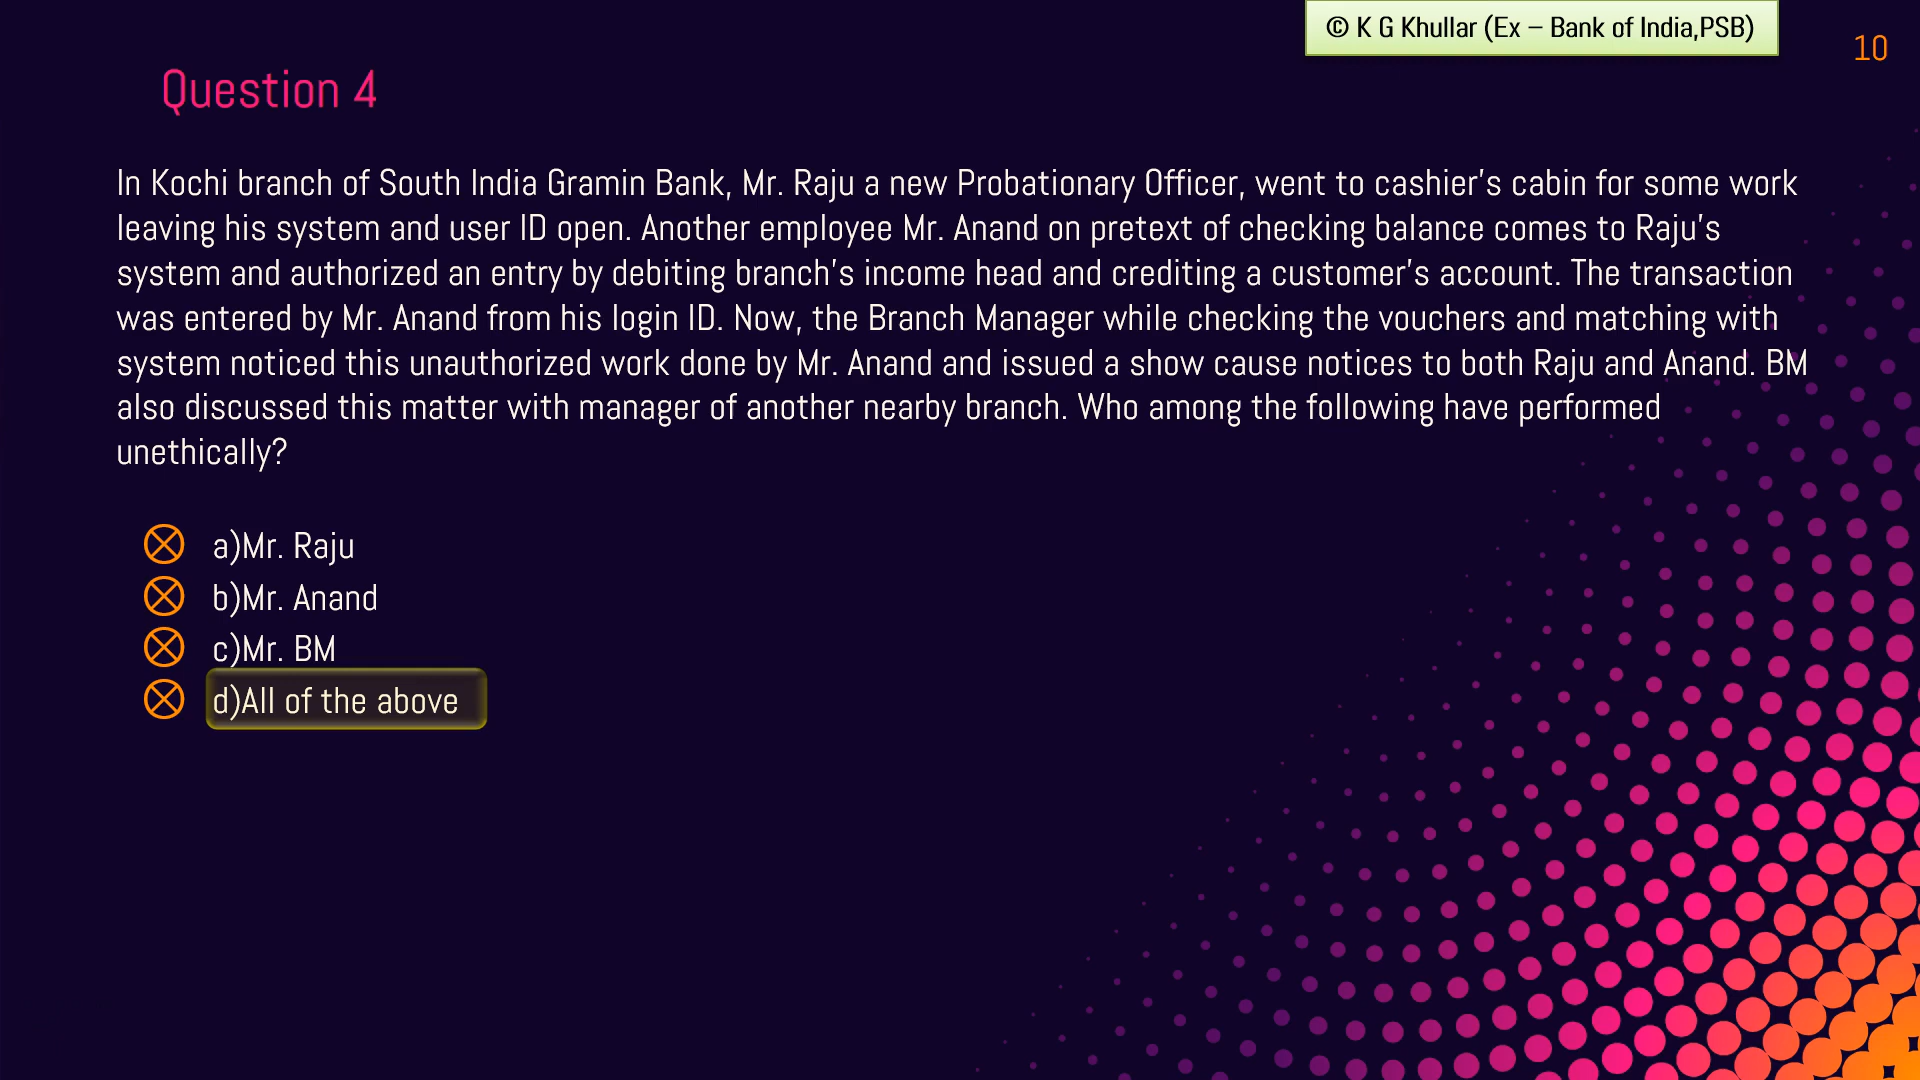 © K G Khullar (Ex – Bank of India,PSB)
10
Question 4
In Kochi branch of South India Gramin Bank, Mr. Raju a new Probationary Officer, went to cashier's cabin for some work
leaving his system and user ID open. Another employee Mr. Anand on pretext of checking balance comes to Raju's
system and authorized an entry by debiting branch's income head and crediting a customer's account. The transaction
was entered by Mr. Anand from his login ID. Now, the Branch Manager while checking the vouchers and matching with
system noticed this unauthorized work done by Mr. Anand and issued a show cause notices to both Raju and Anand. BM
also discussed this matter with manager of another nearby branch. Who among the following have performed
unethically?
a)Mr. Raju
b)Mr. Anand
c)Mr. BM
d)All of the above